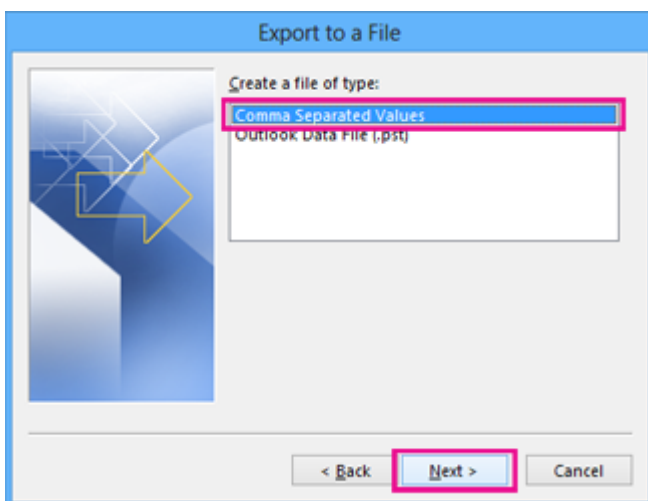 Export to a File
Create a file of type:
Comma Separated Values
Outlook Data File (.pst)
< Back
Next >
Cancel